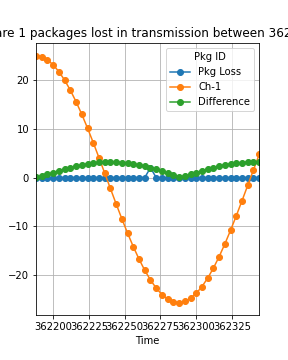 are 1 packages lost in transmission between 362
Pkg ID
Pkg Loss
Ch-1
Difference
20
10
0
−10
−20
362200 362225 362250 362275 362300 362325
Time